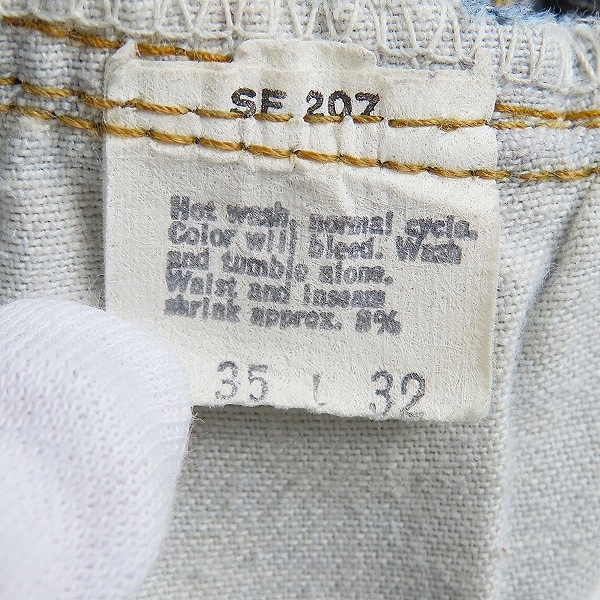 SF 207
Hot wash, normal cycle.
Color will bleed. Wash
and tumble alone.
Waist and inseam
shrink approx. 8%
35 L 32